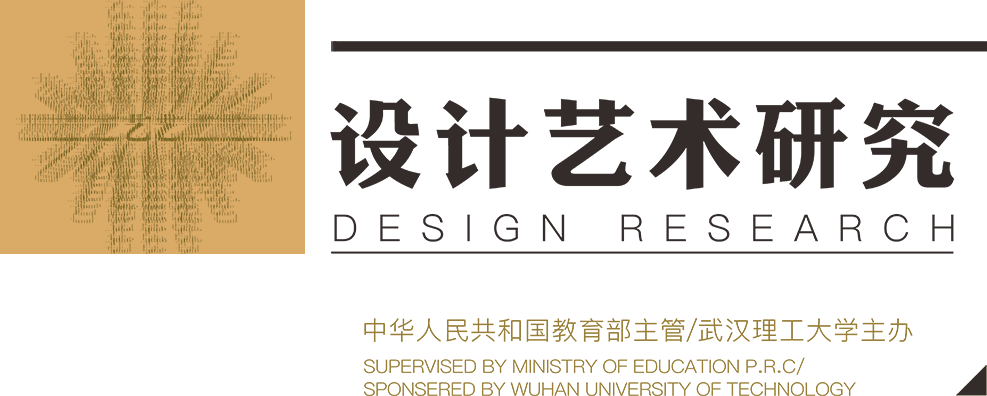 艺
设计艺术研究
DESIGN RESEARCH
中华人民共和国教育部主管/武汉理工大学主办
SUPERVISED BY MINISTRY OF EDUCATION P.R.C/
SPONSERED BY WUHAN UNIVERSITY OF TECHNOLOGY